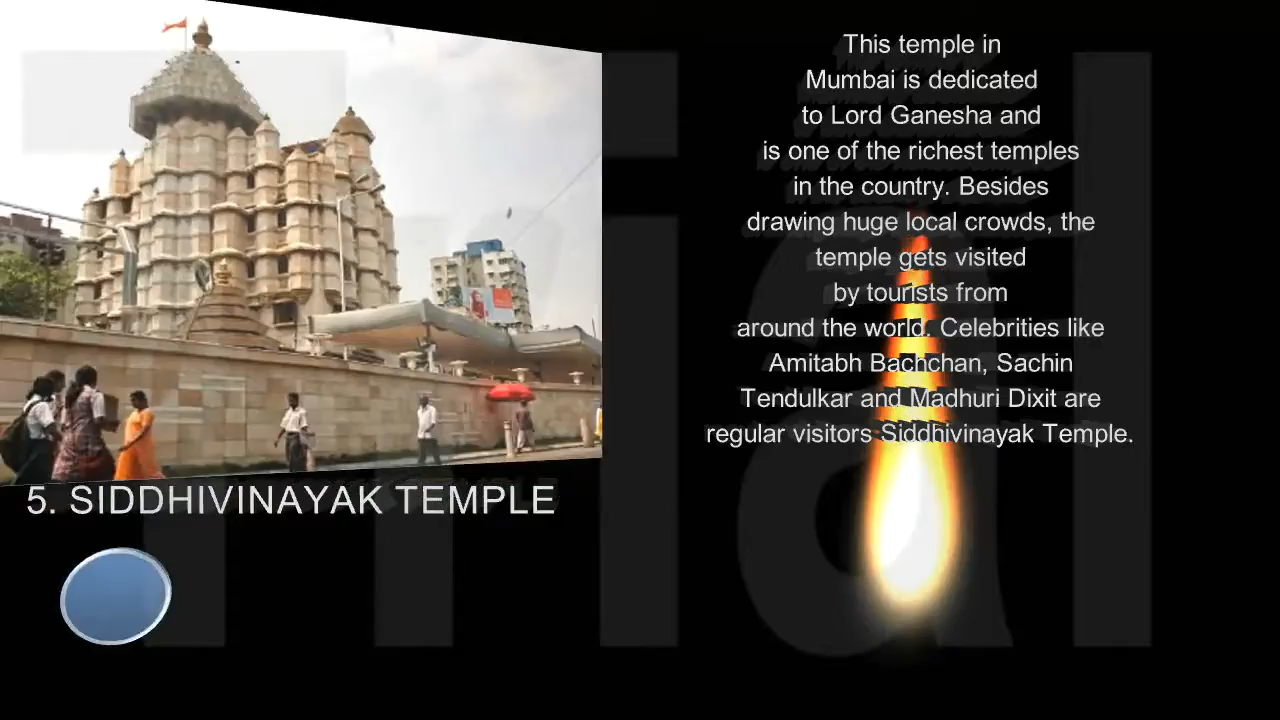 This temple in
Mumbai is dedicated
to Lord Ganesha and
is one of the richest temples
in the country. Besides
drawing huge local crowds, the
temple gets visited
by tourists from
around the world. Celebrities like
Amitabh Bachchan, Sachin
Tendulkar and Madhuri Dixit are
regular visitors Siddhivinayak Temple.
5. SIDDHIVINAYAK TEMPLE
Trial